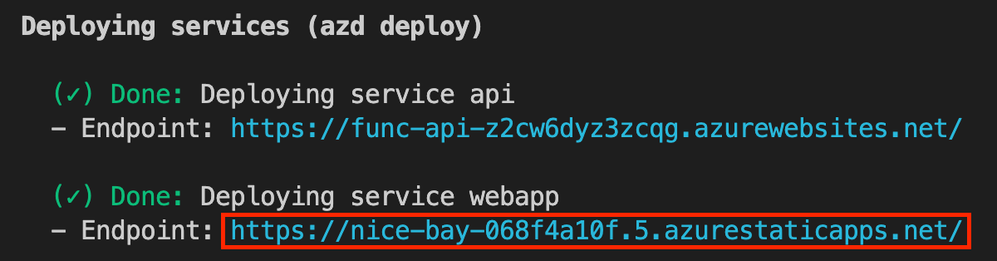 Deploying services (azd deploy)
(✓) Done: Deploying service api
– Endpoint: https://func-api-z2cw6dyz3zcqg.azurewebsites.net/
(✓) Done: Deploying service webapp
– Endpoint: https://nice-bay-068f4a10f.5.azurestaticapps.net/